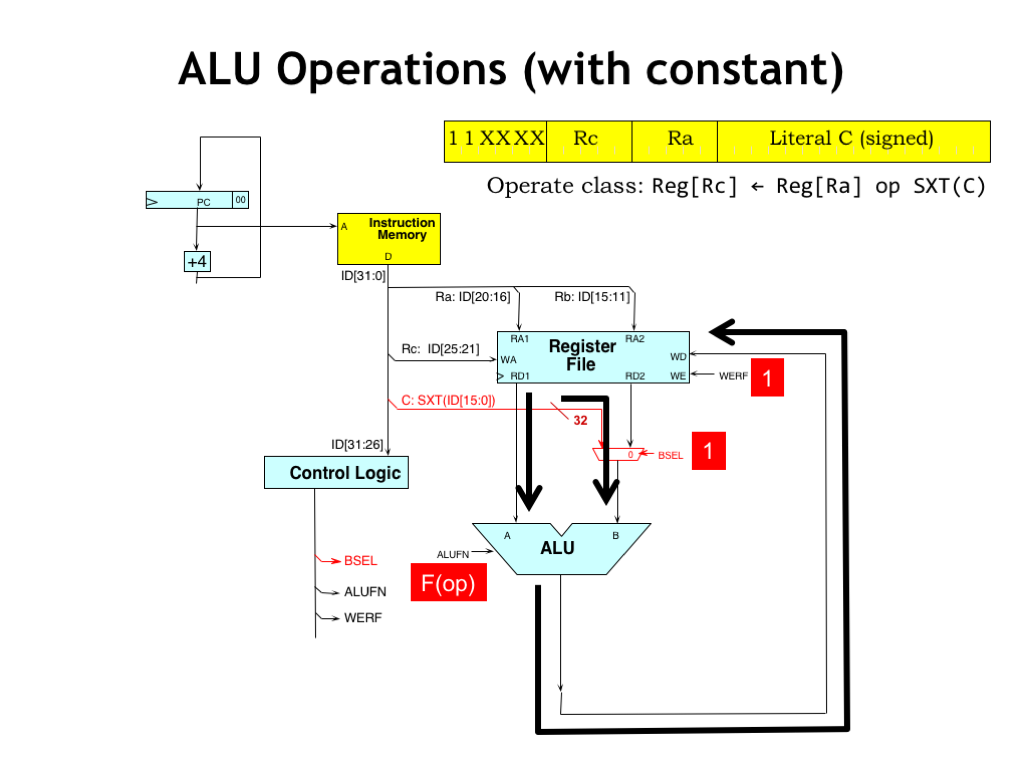 ALU Operations (with constant)
1 1 XX XX Rc Ra Literal C (signed)
Operate class: Reg[Rc] ← Reg[Ra] op SXT(C)
PC 00
+4
A Instruction
Memory
D
ID[31:0]
Ra: ID[20:16] Rb: ID[15:11]
RA1 Register RA2
File
Rc: ID[25:21] WA WD
RD1 RD2 WE WERF 1
C: SXT(ID[15:0])
32
ID[31:26] 0 BSEL 1
Control Logic
A B
ALU
ALUFN
F(op)
BSEL
ALUFN
WERF